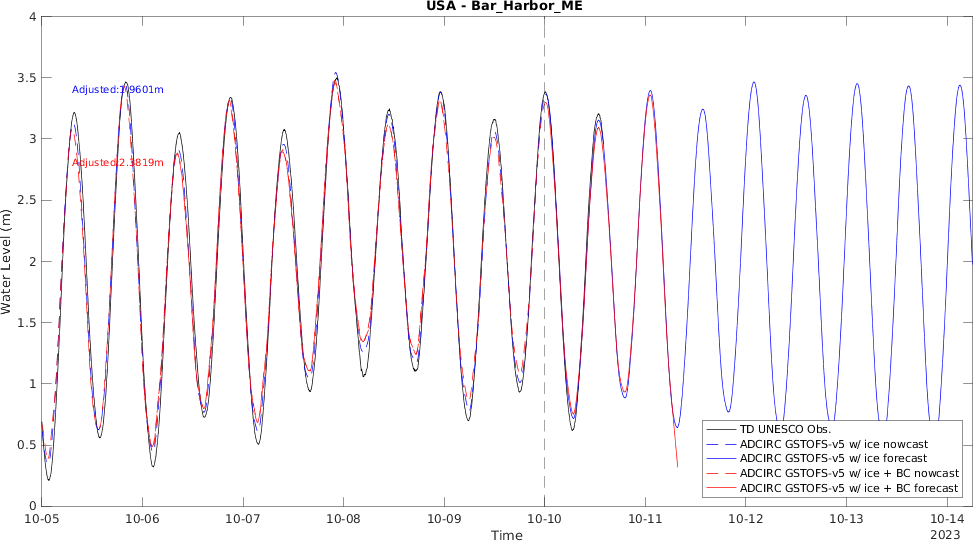 USA - Bar_Harbor_ME
4
3.5
3
2.5
2
1.5
1
0.5
0
Water Level (m)
Adjusted:1.9601m
Adjusted:2.3819m
TD UNESCO Obs.
ADCIRC GSTOFS-v5 w/ ice nowcast
ADCIRC GSTOFS-v5 w/ ice forecast
ADCIRC GSTOFS-v5 w/ ice + BC nowcast
ADCIRC GSTOFS-v5 w/ ice + BC forecast
10-05 10-06 10-07 10-08 10-09 10-10 10-11 10-12 10-13 10-14
2023
Time